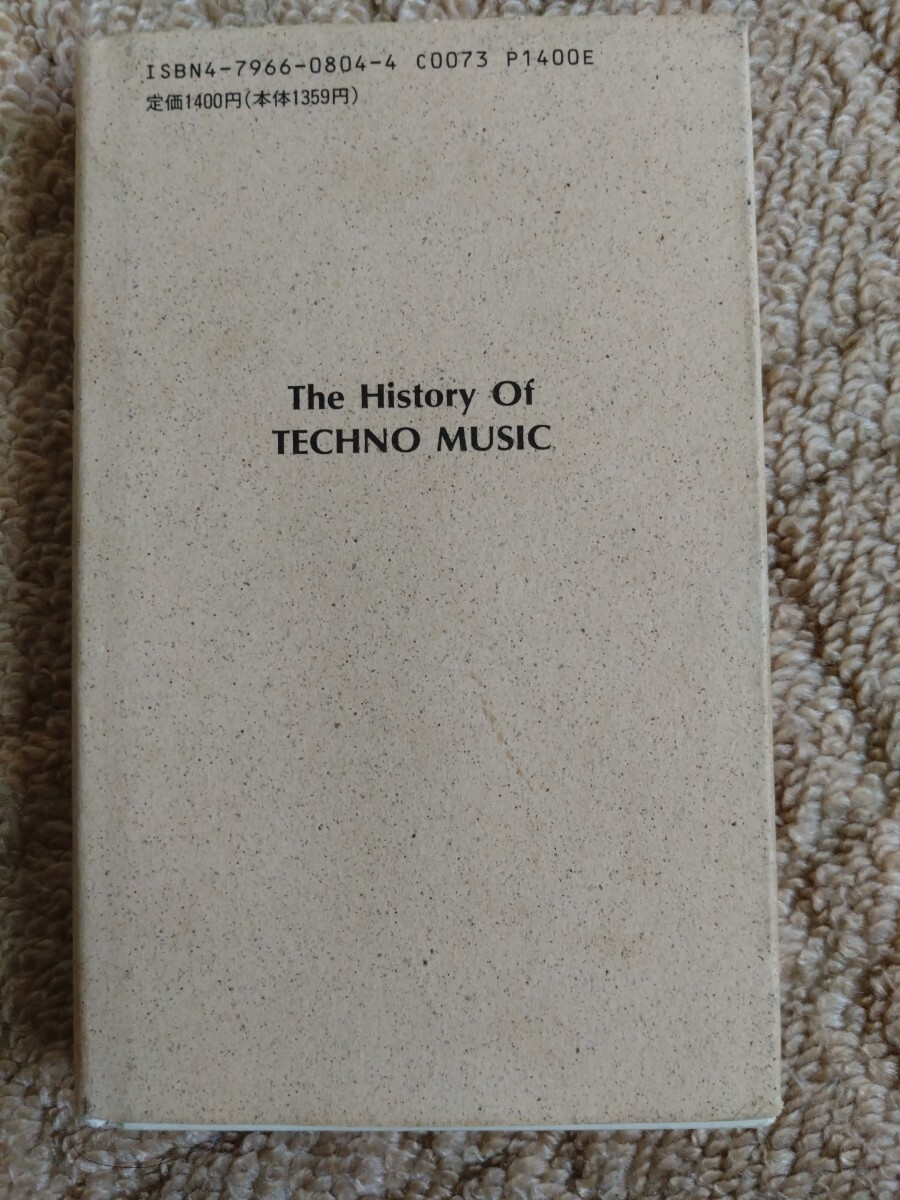 ISBN4-7966-0804-4 C0073 P1400E
定価1400円(本体1359円)
The History Of
TECHNO MUSIC